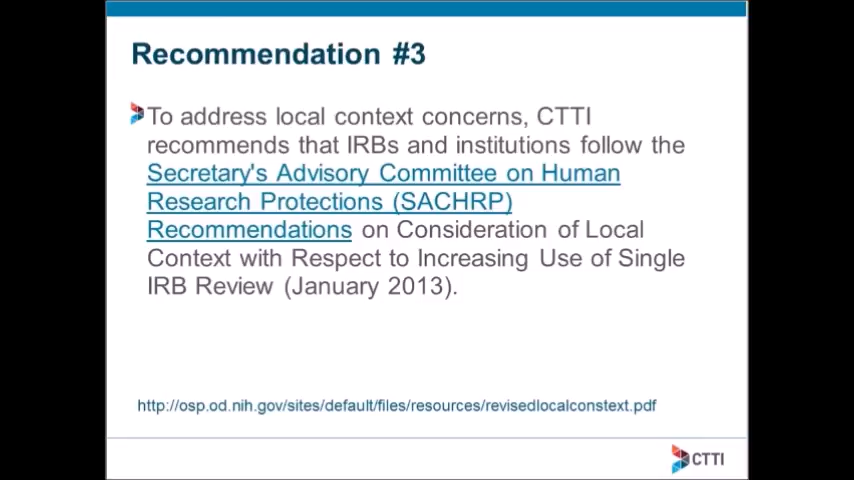 Recommendation #3
To address local context concerns, CTTI
recommends that IRBs and institutions follow the
Secretary's Advisory Committee on Human
Research Protections (SACHRP)
Recommendations on Consideration of Local
Context with Respect to Increasing Use of Single
IRB Review (January 2013).
http://osp.od.nih.gov/sites/default/files/resources/revisedlocalconstext.pdf
CTTI